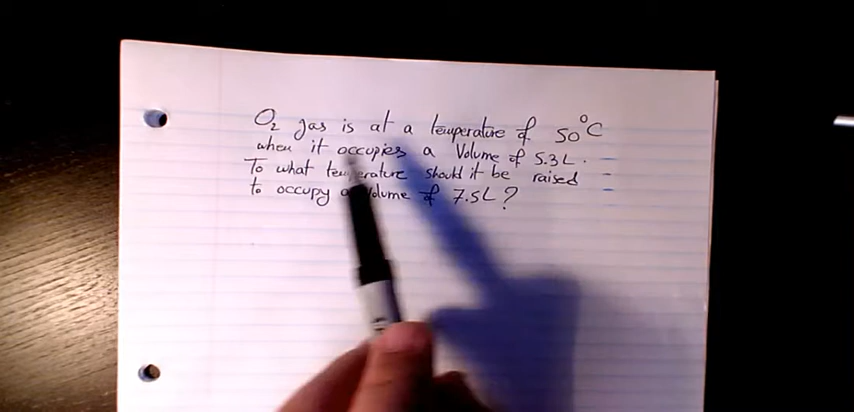 O₂ gas is at a temperature of 50°C
when it occupies a Volume of 5.3 L.
To what temperature should it be raised
to occupy a Volume of 7.5L?